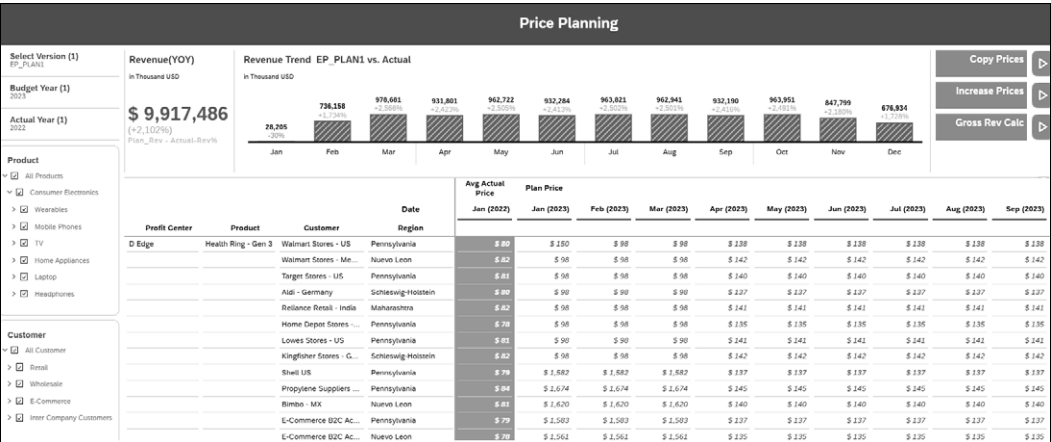 Price Planning
Select Version (1)
EP_PLAN1
Budget Year (1)
2023
Actual Year (1)
2022
Product
All Products
Consumer Electronics
Wearables
Mobile Phones
TV
Home Appliances
Laptop
Headphones
Customer
All Customer
Retail
Wholesale
E-Commerce
Inter Company Customers
Revenue(YOY)
in Thousand USD
$ 9,917,486
(+2,102%)
Plan_Rev - Actual-Rev%
Revenue Trend EP_PLAN1 vs. Actual
in Thousand USD
28,205 736,158 978,681 931,801 962,722 932,284 963,821 962,941 932,190 963,951 847,799 676,934
-30% +1,734% +2,566% +2,423% +2,505% +2,413% +2,502% +2,501% +2,416% +2,491% +2,180% +1,728%
Jan Feb Mar Apr May Jun Jul Aug Sep Oct Nov Dec
Copy Prices
Increase Prices
Gross Rev Calc
Avg Actual Price Plan Price
Date Jan (2022) Jan (2023) Feb (2023) Mar (2023) Apr (2023) May (2023) Jun (2023) Jul (2023) Aug (2023) Sep (2023)
Profit Center Product Customer Region
D Edge Health Ring - Gen 3 Walmart Stores - US Pennsylvania $ 80 $ 150 $ 98 $ 98 $ 138 $ 138 $ 138 $ 138 $ 138 $ 138
Walmart Stores - Me... Nuevo Leon $ 82 $ 98 $ 98 $ 98 $ 142 $ 142 $ 142 $ 142 $ 142 $ 142
Target Stores - US Pennsylvania $ 81 $ 98 $ 98 $ 98 $ 140 $ 140 $ 140 $ 140 $ 140 $ 140
Aldi - Germany Schleswig-Holstein $ 80 $ 98 $ 98 $ 98 $ 137 $ 137 $ 137 $ 137 $ 137 $ 137
Reliance Retail - India Maharashtra $ 82 $ 98 $ 98 $ 98 $ 141 $ 141 $ 141 $ 141 $ 141 $ 141
Home Depot Stores -... Pennsylvania $ 78 $ 98 $ 98 $ 98 $ 135 $ 135 $ 135 $ 135 $ 135 $ 135
Lowes Stores - US Pennsylvania $ 81 $ 98 $ 98 $ 98 $ 141 $ 141 $ 141 $ 141 $ 141 $ 141
Kingfisher Stores - G... Schleswig-Holstein $ 82 $ 98 $ 98 $ 98 $ 142 $ 142 $ 142 $ 142 $ 142 $ 142
Shell US Pennsylvania $ 79 $ 1,582 $ 1,582 $ 1,582 $ 137 $ 137 $ 137 $ 137 $ 137 $ 137
Propylene Suppliers ... Pennsylvania $ 84 $ 1,674 $ 1,674 $ 1,674 $ 145 $ 145 $ 145 $ 145 $ 145 $ 145
Bimbo - MX Nuevo Leon $ 81 $ 1,620 $ 1,620 $ 1,620 $ 140 $ 140 $ 140 $ 140 $ 140 $ 140
E-Commerce B2C Ac... Pennsylvania $ 79 $ 1,583 $ 1,583 $ 1,583 $ 137 $ 137 $ 137 $ 137 $ 137 $ 137
E-Commerce B2C Ac... Nuevo Leon $ 78 $ 1,561 $ 1,561 $ 1,561 $ 135 $ 135 $ 135 $ 135 $ 135 $ 135